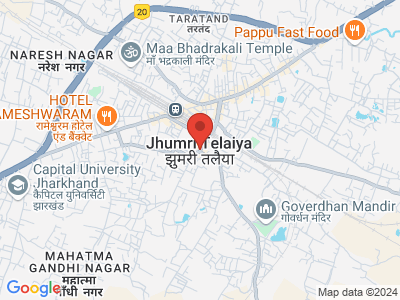 20
TARATAND
तरतंद
Pappu Fast Food
NARESH NAGAR
नरेश नगर
Maa Bhadrakali Temple
माँ भद्रकाली मंदिर
HOTEL
AMESHWARAM
रामेश्वरम होटल
एंड बैंक्वेट
Jhumri Telaiya
झुमरी तलैया
Capital University
Jharkhand
कैपिटल युनिवर्सिटी
झारखंड
Goverdhan Mandir
गोवर्धन मंदिर
MAHATMA
GANDHI NAGAR
महात्मा
गाँधी नगर
Google
Map data ©2024